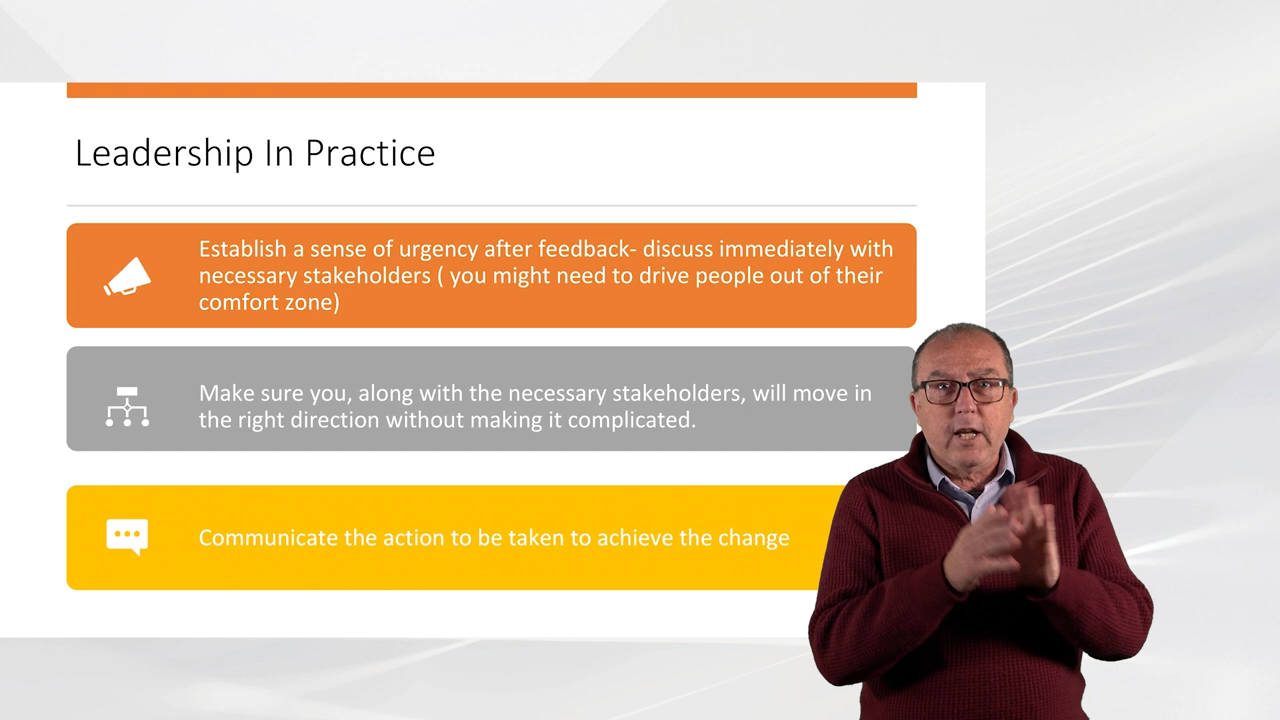 Leadership In Practice
Establish a sense of urgency after feedback- discuss immediately with
necessary stakeholders ( you might need to drive people out of their
comfort zone)
Make sure you, along with the necessary stakeholders, will move in
the right direction without making it complicated.
Communicate the action to be taken to achieve the change